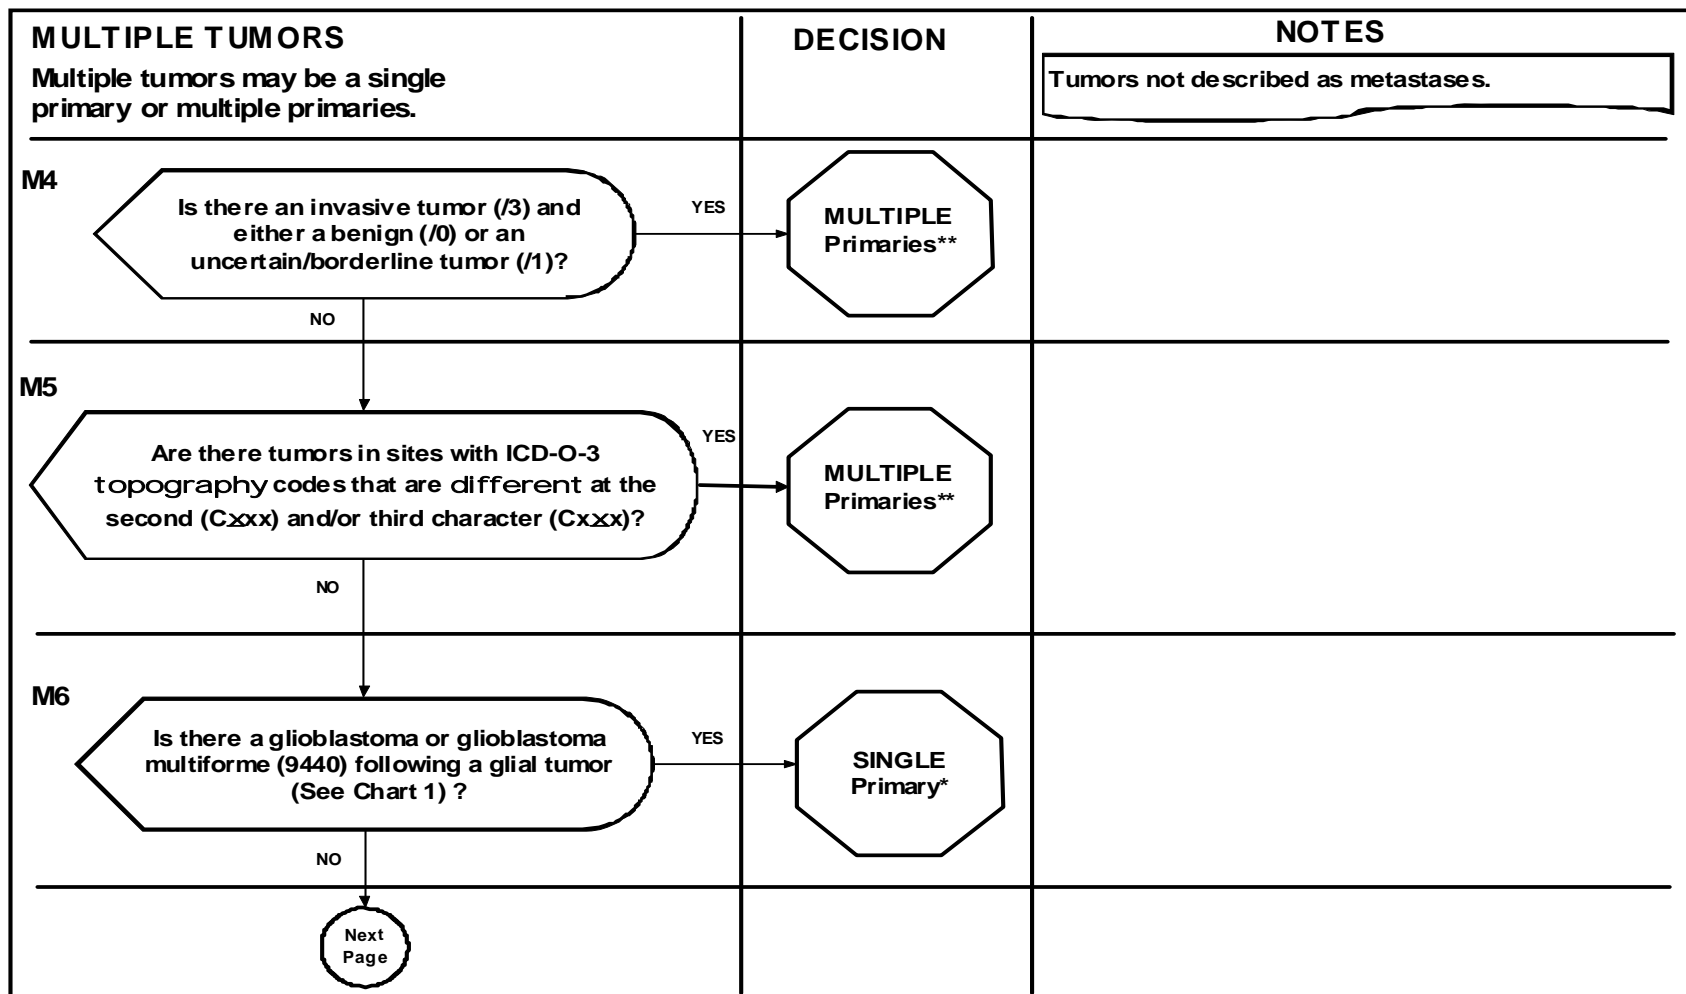 MULTIPLE TUMORS
Multiple tumors may be a single
primary or multiple primaries.
DECISION
NOTES
Tumors not described as metastases.
M4
Is there an invasive tumor (/3) and
either a benign (/0) or an
uncertain/borderline tumor (/1)?
YES
MULTIPLE
Primaries**
NO
M5
Are there tumors in sites with ICD-O-3
topography codes that are different at the
second (Cxxx) and/or third character (Cxxx)?
YES
MULTIPLE
Primaries**
NO
M6
Is there a glioblastoma or glioblastoma
multiforme (9440) following a glial tumor
(See Chart 1) ?
YES
SINGLE
Primary*
NO
Next
Page